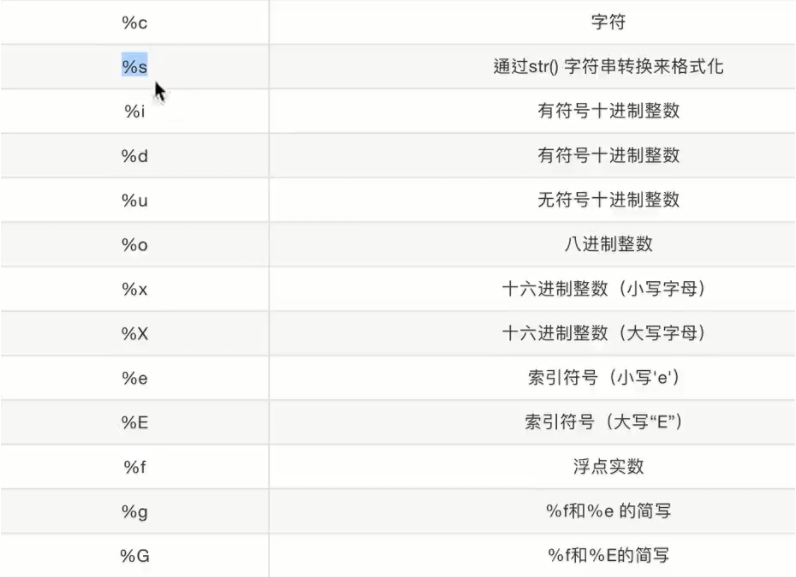 %c 字符
%s 通过str() 字符串转换来格式化
%i 有符号十进制整数
%d 有符号十进制整数
%u 无符号十进制整数
%o 八进制整数
%x 十六进制整数（小写字母）
%X 十六进制整数（大写字母）
%e 索引符号（小写'e'）
%E 索引符号（大写“E”）
%f 浮点实数
%g %f和%e 的简写
%G %f和%E的简写